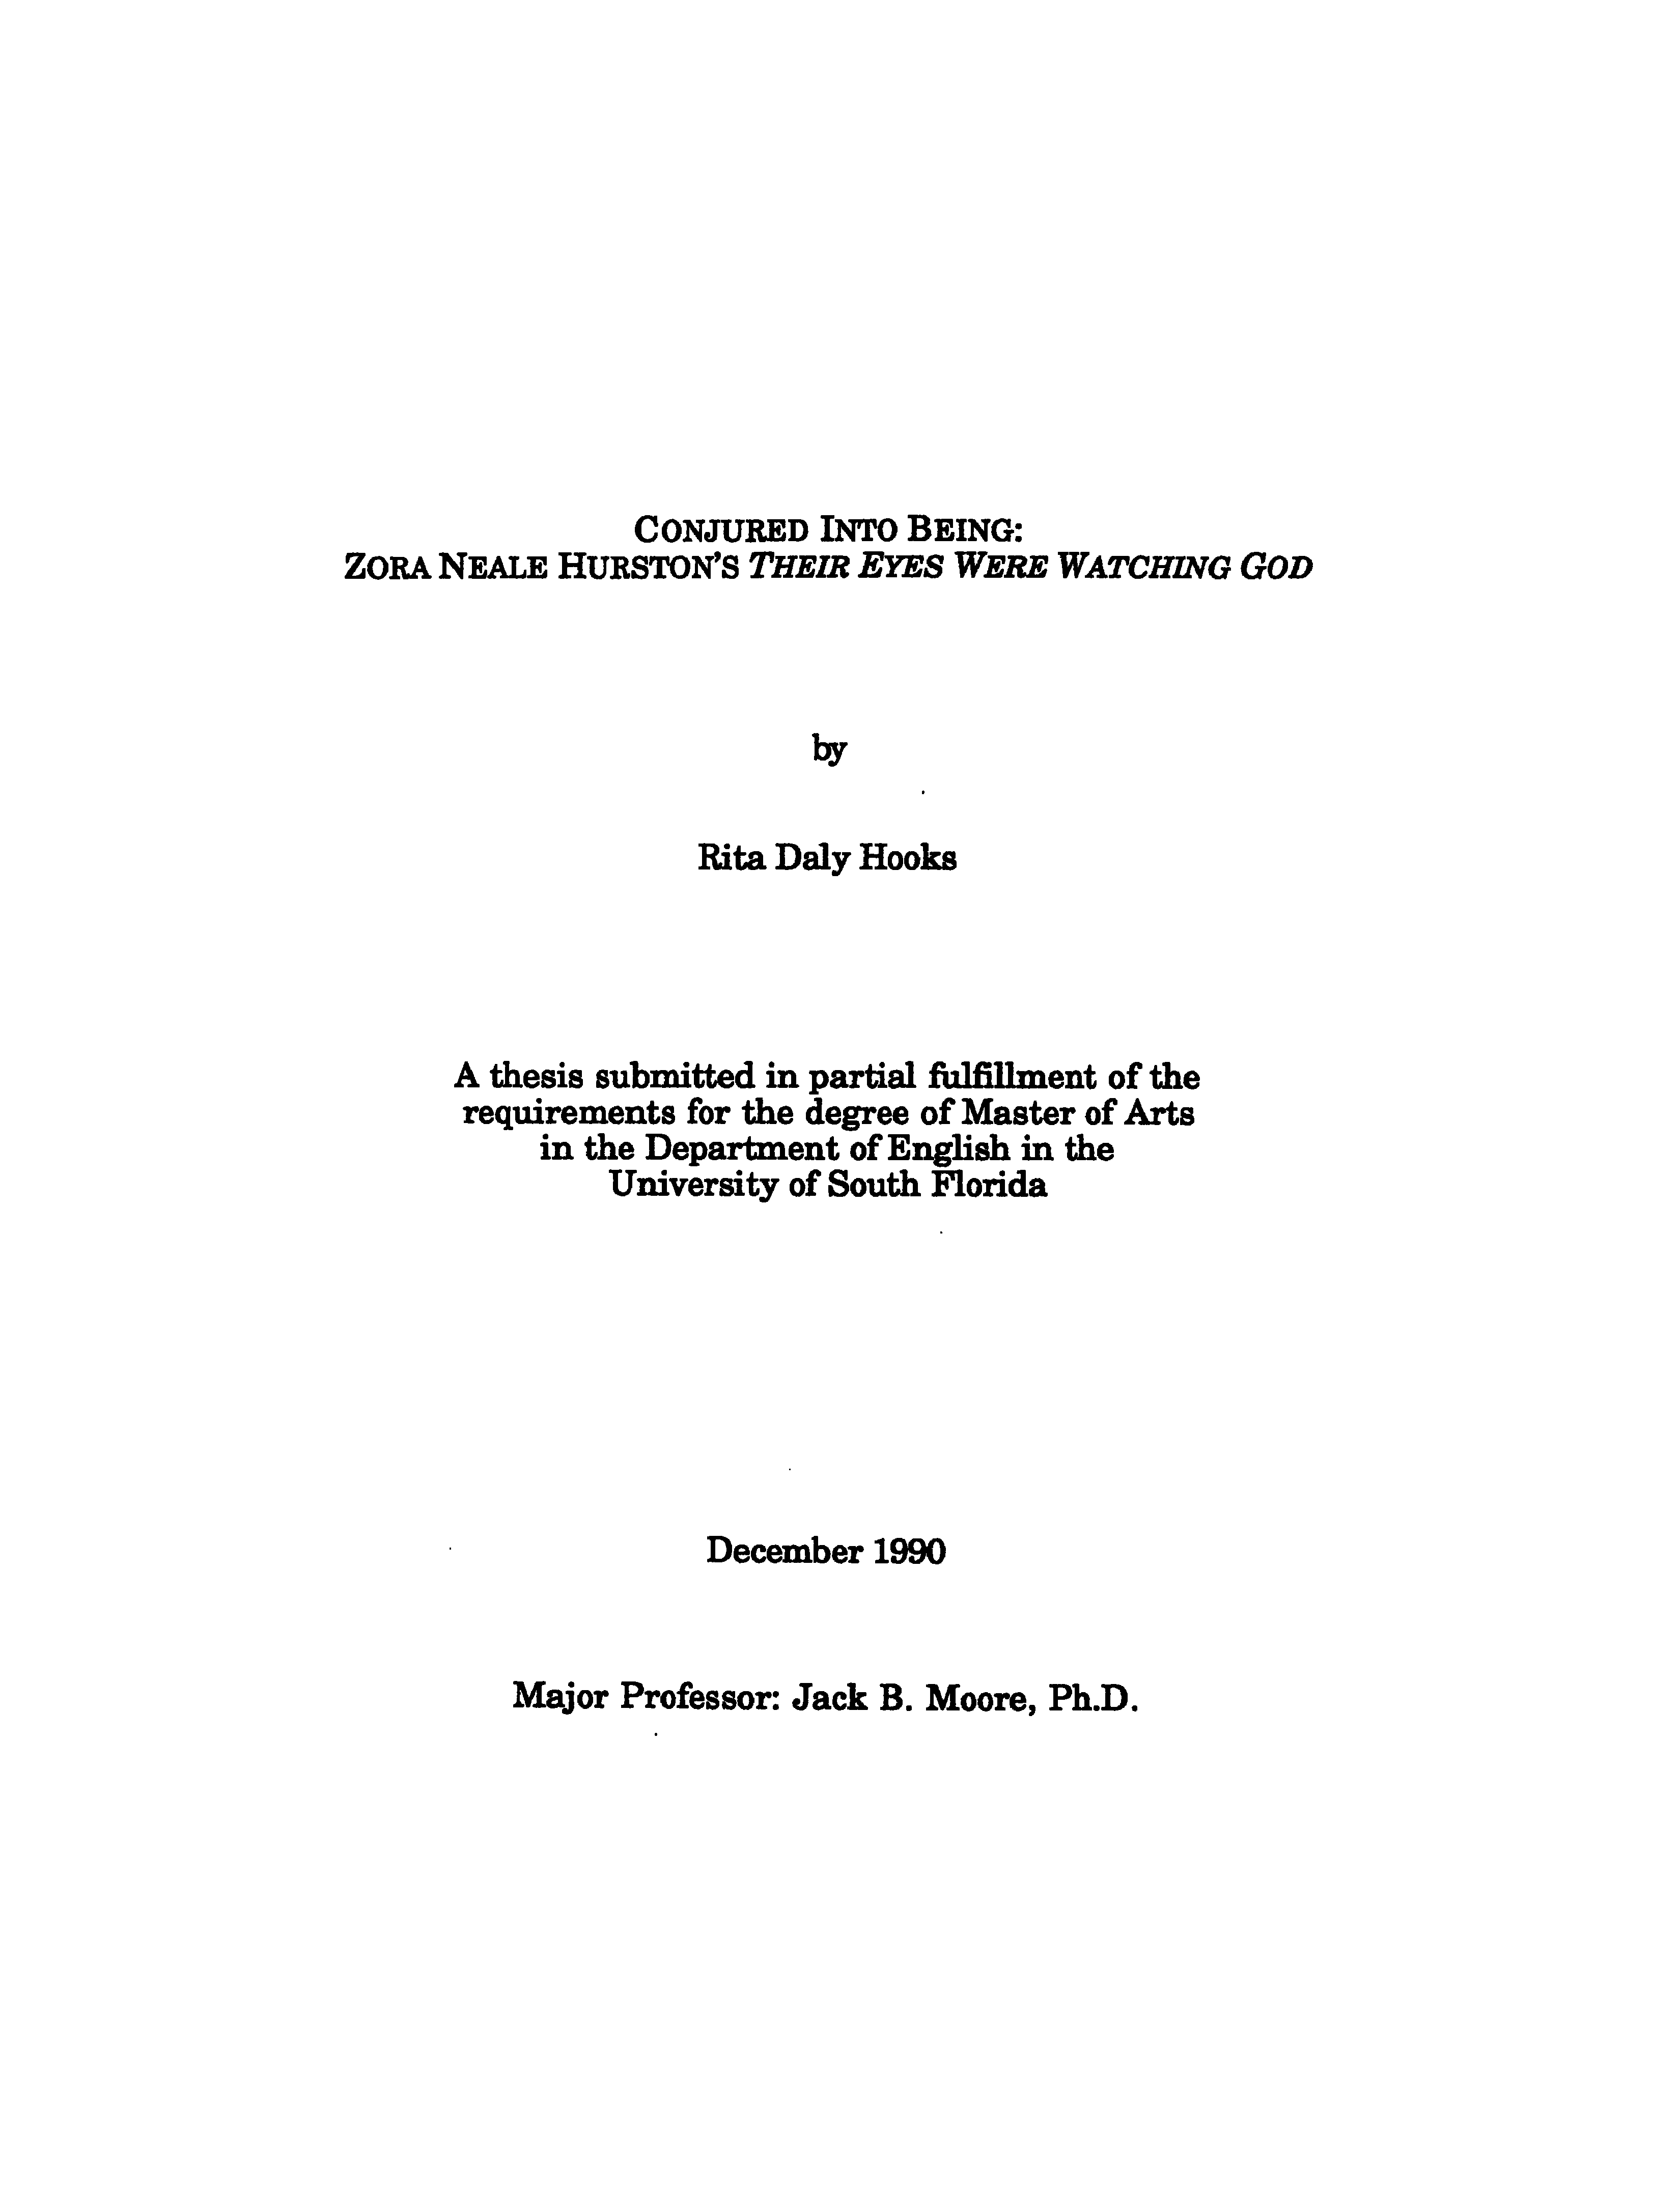 CONJURED INTO BEING:
ZORA NEALE HURSTON'S THEIR EYES WERE WATCHING GOD
by
Rita Daly Hooks
A thesis submitted in partial fulfillment of the
requirements for the degree of Master of Arts
in the Department of English in the
University of South Florida
December 1990
Major Professor: Jack B. Moore, Ph.D.